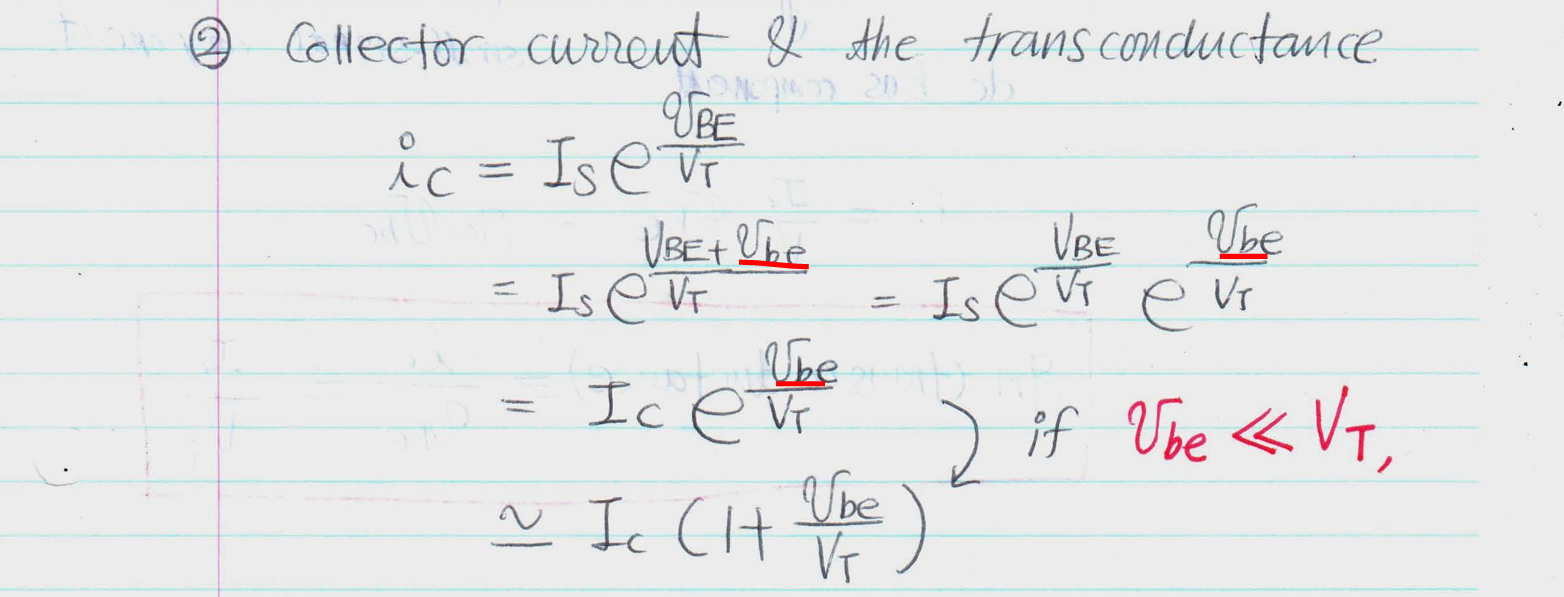 ② Collector current & the transconductance
i_C = I_S e^{v_BE/V_T}
= I_S e^{(V_BE + v_be)/V_T} = I_S e^{V_BE/V_T} e^{v_be/V_T}
= I_C e^{v_be/V_T} if v_be ≪ V_T,
≃ I_C (1 + v_be/V_T)